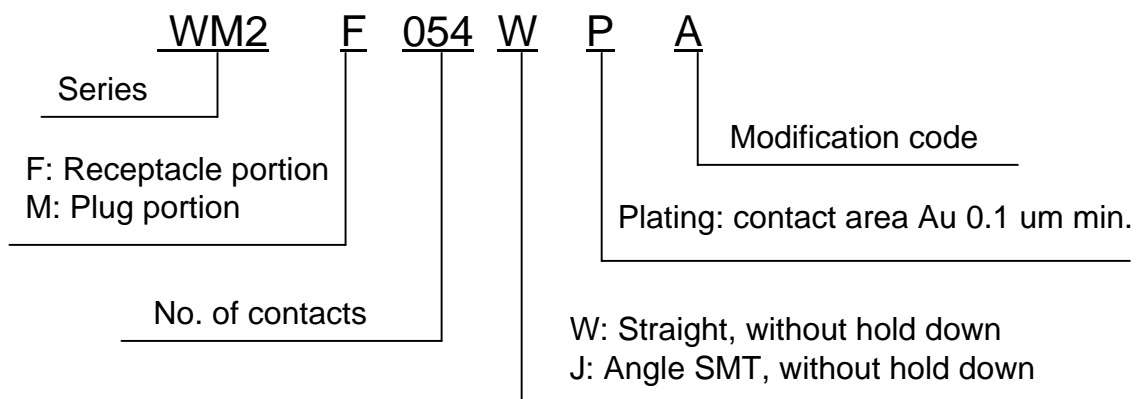 WM2 F 054 W P A
Series
Modification code
F: Receptacle portion
M: Plug portion
Plating: contact area Au 0.1 um min.
No. of contacts
W: Straight, without hold down
J: Angle SMT, without hold down